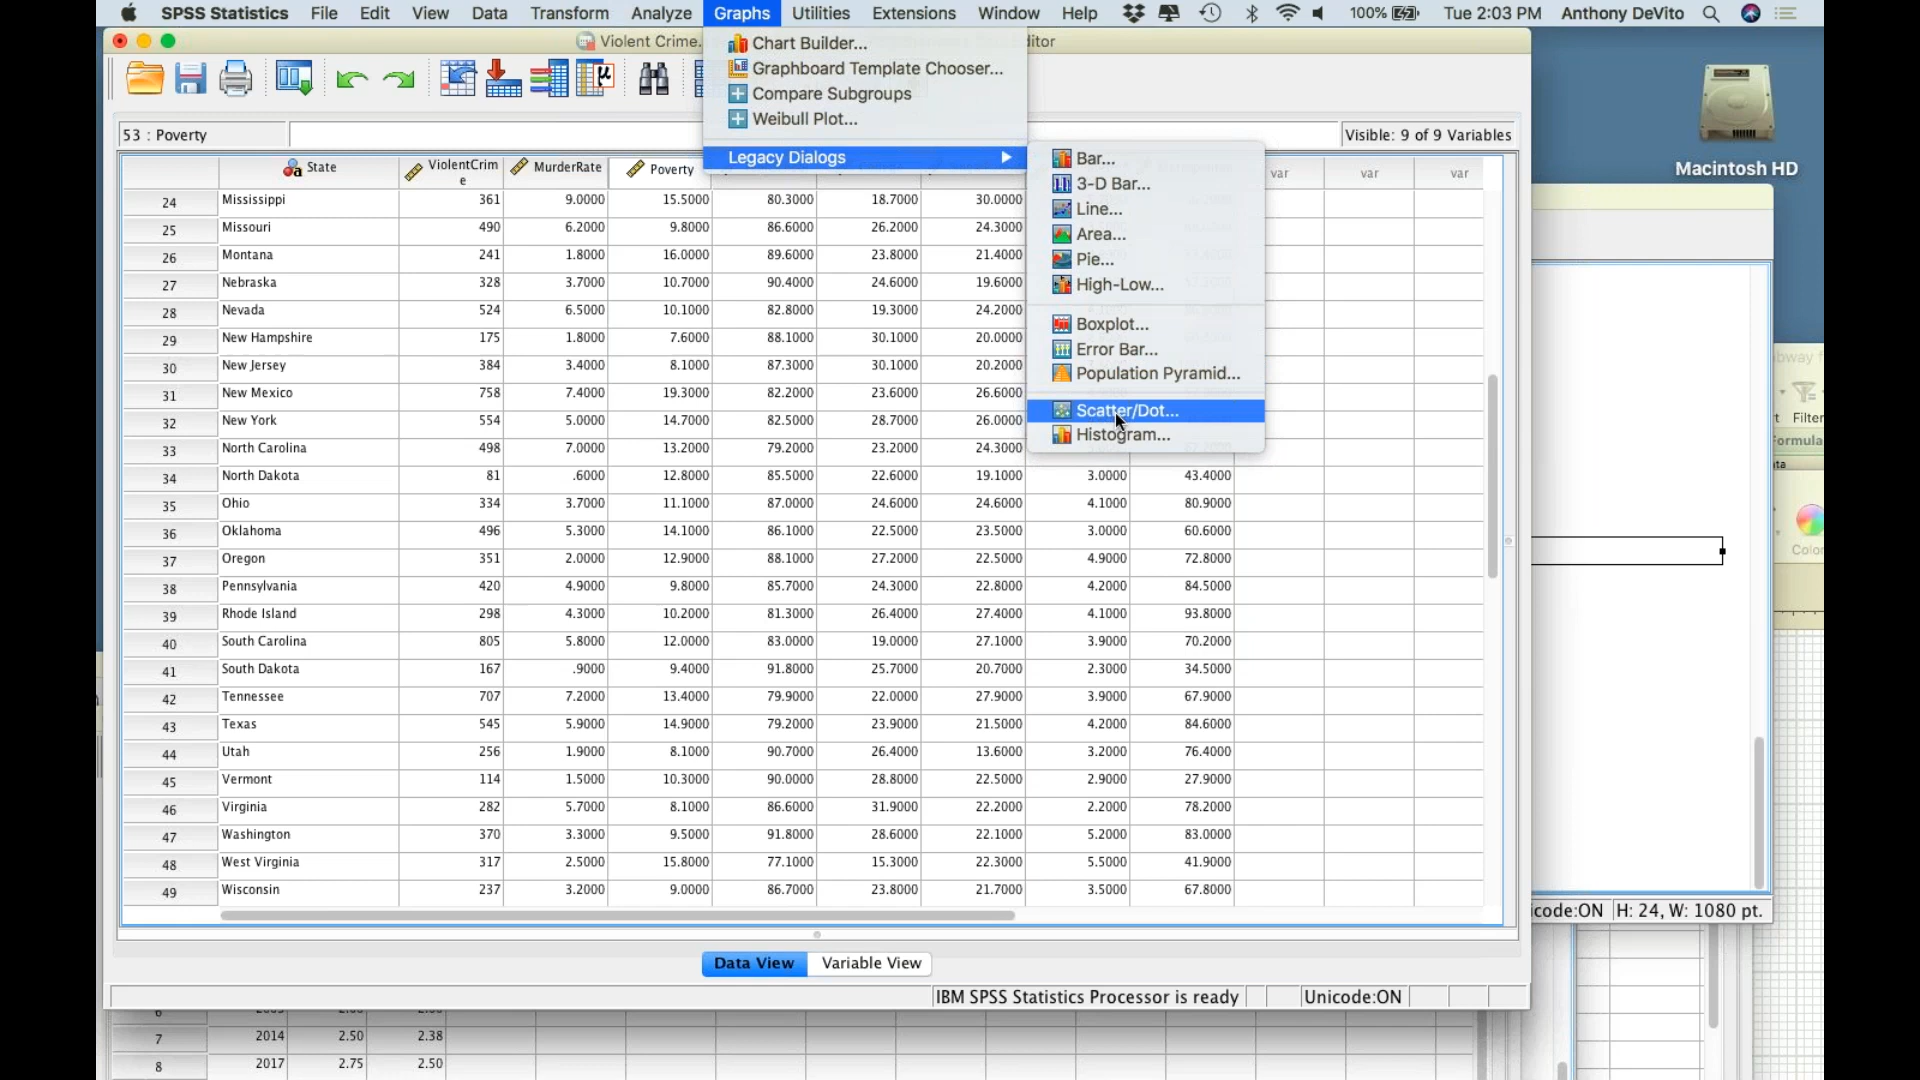 SPSS Statistics File Edit View Data Transform Analyze Graphs Utilities Extensions Window Help 100% Tue 2:03 PM Anthony DeVito
Violent Crime. itor
Chart Builder...
Graphboard Template Chooser...
Compare Subgroups
Weibull Plot...
Legacy Dialogs
Bar...
3-D Bar...
Line...
Area...
Pie...
High-Low...
Boxplot...
Error Bar...
Population Pyramid...
Scatter/Dot...
Histogram...
53 : Poverty Visible: 9 of 9 Variables
State ViolentCrime MurderRate Poverty var var var
24 Mississippi 361 9.0000 15.5000 80.3000 18.7000 30.0000
25 Missouri 490 6.2000 9.8000 86.6000 26.2000 24.3000
26 Montana 241 1.8000 16.0000 89.6000 23.8000 21.4000
27 Nebraska 328 3.7000 10.7000 90.4000 24.6000 19.6000
28 Nevada 524 6.5000 10.1000 82.8000 19.3000 24.2000
29 New Hampshire 175 1.8000 7.6000 88.1000 30.1000 20.0000
30 New Jersey 384 3.4000 8.1000 87.3000 30.1000 20.2000
31 New Mexico 758 7.4000 19.3000 82.2000 23.6000 26.6000
32 New York 554 5.0000 14.7000 82.5000 28.7000 26.0000
33 North Carolina 498 7.0000 13.2000 79.2000 23.2000 24.3000
34 North Dakota 81 .6000 12.8000 85.5000 22.6000 19.1000 3.0000 43.4000
35 Ohio 334 3.7000 11.1000 87.0000 24.6000 24.6000 4.1000 80.9000
36 Oklahoma 496 5.3000 14.1000 86.1000 22.5000 23.5000 3.0000 60.6000
37 Oregon 351 2.0000 12.9000 88.1000 27.2000 22.5000 4.9000 72.8000
38 Pennsylvania 420 4.9000 9.8000 85.7000 24.3000 22.8000 4.2000 84.5000
39 Rhode Island 298 4.3000 10.2000 81.3000 26.4000 27.4000 4.1000 93.8000
40 South Carolina 805 5.8000 12.0000 83.0000 19.0000 27.1000 3.9000 70.2000
41 South Dakota 167 .9000 9.4000 91.8000 25.7000 20.7000 2.3000 34.5000
42 Tennessee 707 7.2000 13.4000 79.9000 22.0000 27.9000 3.9000 67.9000
43 Texas 545 5.9000 14.9000 79.2000 23.9000 21.5000 4.2000 84.6000
44 Utah 256 1.9000 8.1000 90.7000 26.4000 13.6000 3.2000 76.4000
45 Vermont 114 1.5000 10.3000 90.0000 28.8000 22.5000 2.9000 27.9000
46 Virginia 282 5.7000 8.1000 86.6000 31.9000 22.2000 2.2000 78.2000
47 Washington 370 3.3000 9.5000 91.8000 28.6000 22.1000 5.2000 83.0000
48 West Virginia 317 2.5000 15.8000 77.1000 15.3000 22.3000 5.5000 41.9000
49 Wisconsin 237 3.2000 9.0000 86.7000 23.8000 21.7000 3.5000 67.8000
Data View Variable View
IBM SPSS Statistics Processor is ready Unicode:ON
icode:ON H: 24, W: 1080 pt.
Macintosh HD
Filter
7 2014 2.50 2.38
8 2017 2.75 2.50